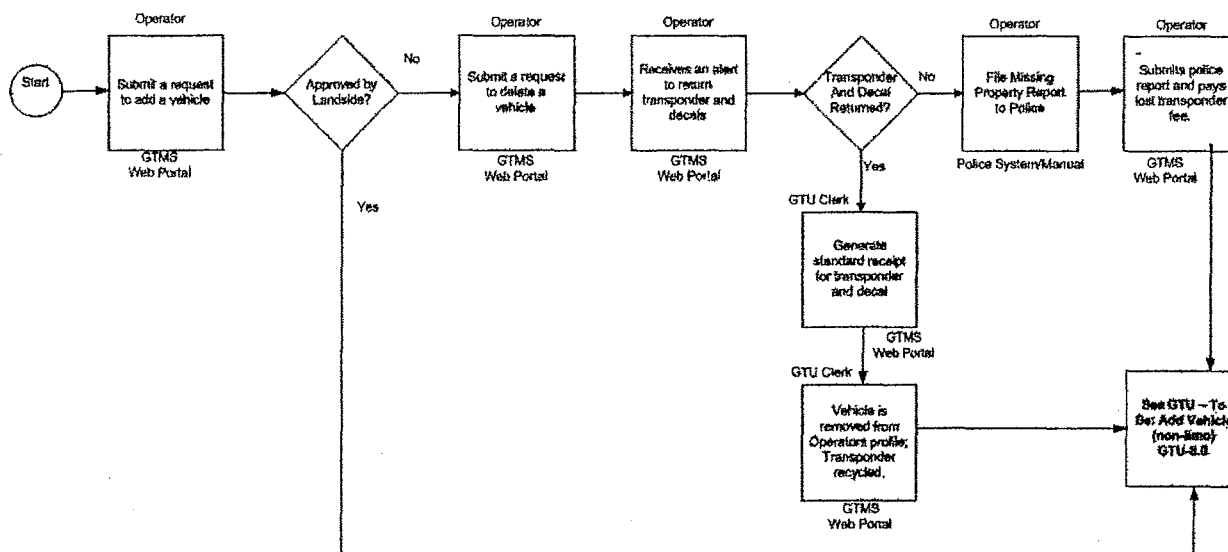 Operator
Start
Submit a request
to add a vehicle
GTMS
Web Portal
Approved by
Landside?
No
Yes
Operator
Submit a request
to delete a
vehicle
GTMS
Web Portal
Operator
Receives an alert
to return
transponder and
decals
GTMS
Web Portal
Transponder
And Decal
Returned?
No
Yes
Operator
File Missing
Property Report
to Police
Police System/Manual
Operator
Submits police
report and pays
lost transponder
fee.
GTMS
Web Portal
GTU Clerk
Generate
standard receipt
for transponder
and decal
GTMS
Web Portal
GTU Clerk
Vehicle is
removed from
Operators profile;
Transponder
recycled.
GTMS
Web Portal
See GTU – To-
Be: Add Vehicle
(non-limo)
GTU-8.0